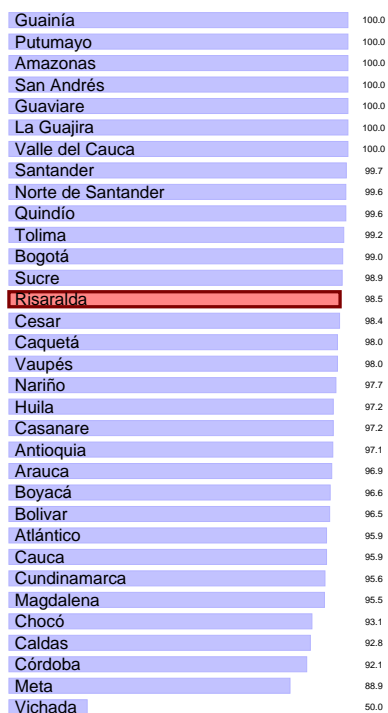 Guainía 100.0
Putumayo 100.0
Amazonas 100.0
San Andrés 100.0
Guaviare 100.0
La Guajira 100.0
Valle del Cauca 100.0
Santander 99.7
Norte de Santander 99.6
Quindío 99.6
Tolima 99.2
Bogotá 99.0
Sucre 98.9
Risaralda 98.5
Cesar 98.4
Caquetá 98.0
Vaupés 98.0
Nariño 97.7
Huila 97.2
Casanare 97.2
Antioquia 97.1
Arauca 96.9
Boyacá 96.6
Bolivar 96.5
Atlántico 95.9
Cauca 95.9
Cundinamarca 95.6
Magdalena 95.5
Chocó 93.1
Caldas 92.8
Córdoba 92.1
Meta 88.9
Vichada 50.0